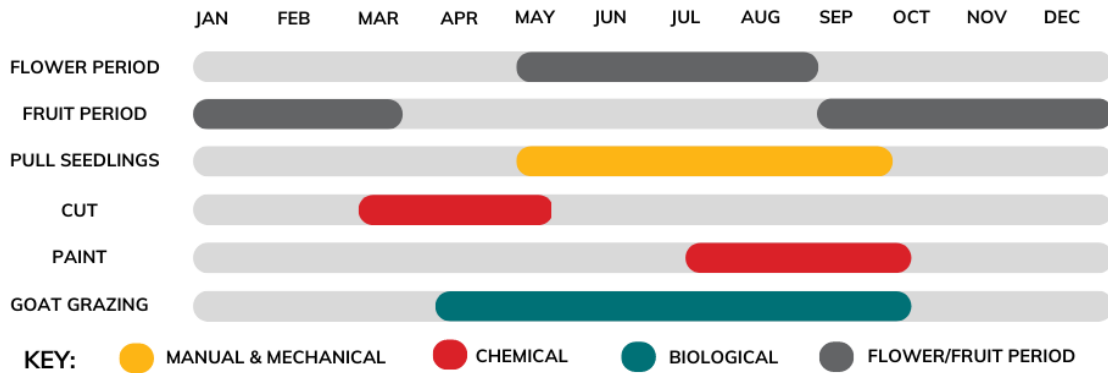 JAN FEB MAR APR MAY JUN JUL AUG SEP OCT NOV DEC
FLOWER PERIOD
FRUIT PERIOD
PULL SEEDLINGS
CUT
PAINT
GOAT GRAZING
KEY: MANUAL & MECHANICAL CHEMICAL BIOLOGICAL FLOWER/FRUIT PERIOD